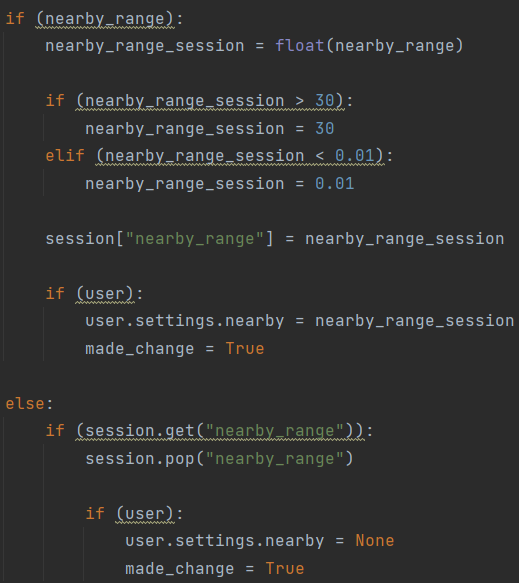 if (nearby_range):
    nearby_range_session = float(nearby_range)

    if (nearby_range_session > 30):
        nearby_range_session = 30
    elif (nearby_range_session < 0.01):
        nearby_range_session = 0.01

    session["nearby_range"] = nearby_range_session

    if (user):
        user.settings.nearby = nearby_range_session
        made_change = True

else:
    if (session.get("nearby_range")):
        session.pop("nearby_range")

        if (user):
            user.settings.nearby = None
            made_change = True